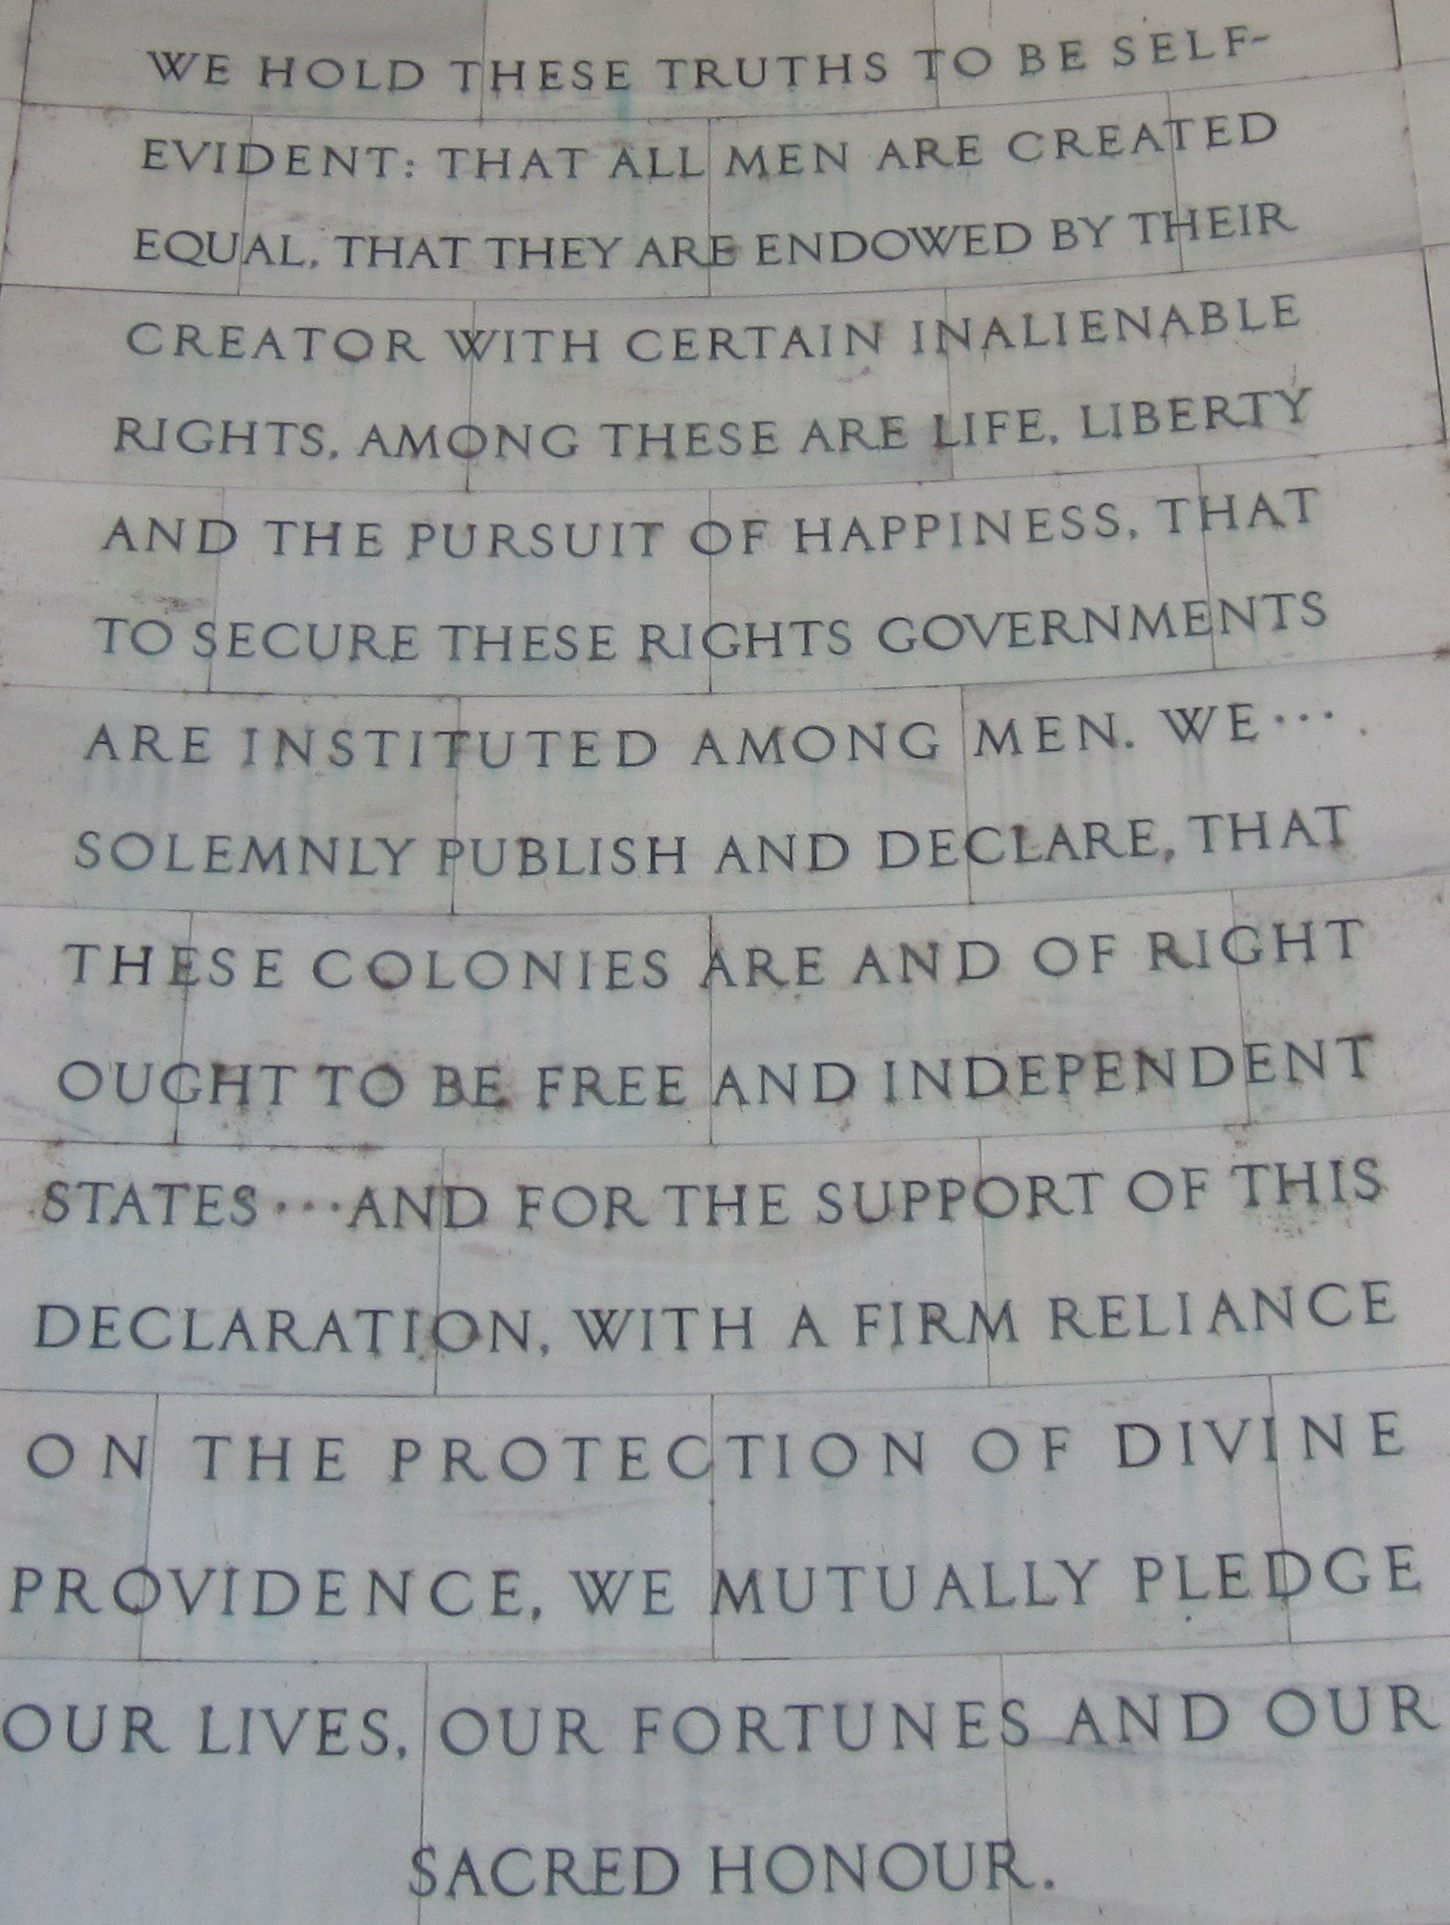 WE HOLD THESE TRUTHS TO BE SELF-
EVIDENT: THAT ALL MEN ARE CREATED
EQUAL, THAT THEY ARE ENDOWED BY THEIR
CREATOR WITH CERTAIN INALIENABLE
RIGHTS, AMONG THESE ARE LIFE, LIBERTY
AND THE PURSUIT OF HAPPINESS, THAT
TO SECURE THESE RIGHTS GOVERNMENTS
ARE INSTITUTED AMONG MEN. WE···
SOLEMNLY PUBLISH AND DECLARE, THAT
THESE COLONIES ARE AND OF RIGHT
OUGHT TO BE FREE AND INDEPENDENT
STATES···AND FOR THE SUPPORT OF THIS
DECLARATION, WITH A FIRM RELIANCE
ON THE PROTECTION OF DIVINE
PROVIDENCE, WE MUTUALLY PLEDGE
OUR LIVES, OUR FORTUNES AND OUR
SACRED HONOUR.